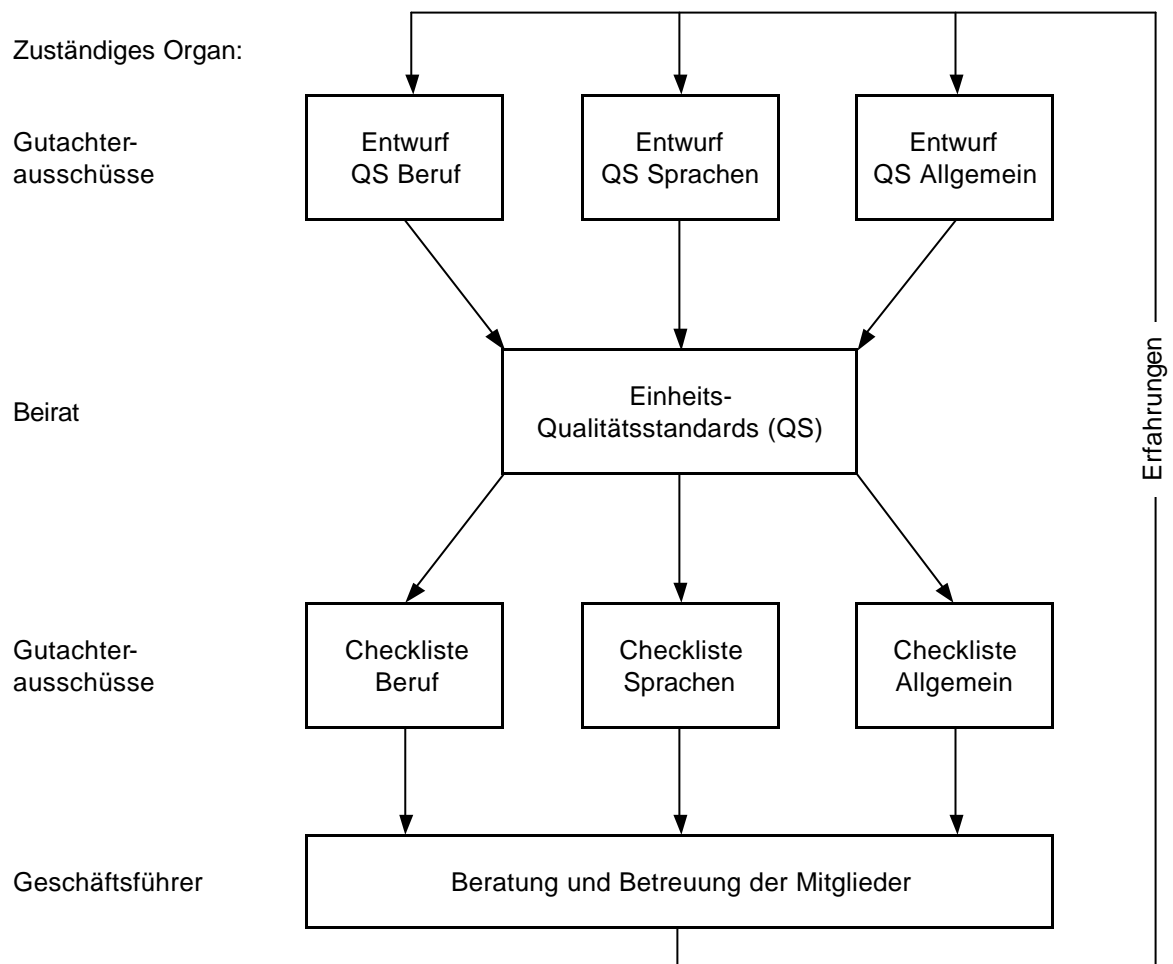 Zuständiges Organ:
Gutachter-
ausschüsse
Entwurf
QS Beruf
Entwurf
QS Sprachen
Entwurf
QS Allgemein
Beirat
Einheits-
Qualitätsstandards (QS)
Erfahrungen
Gutachter-
ausschüsse
Checkliste
Beruf
Checkliste
Sprachen
Checkliste
Allgemein
Geschäftsführer
Beratung und Betreuung der Mitglieder